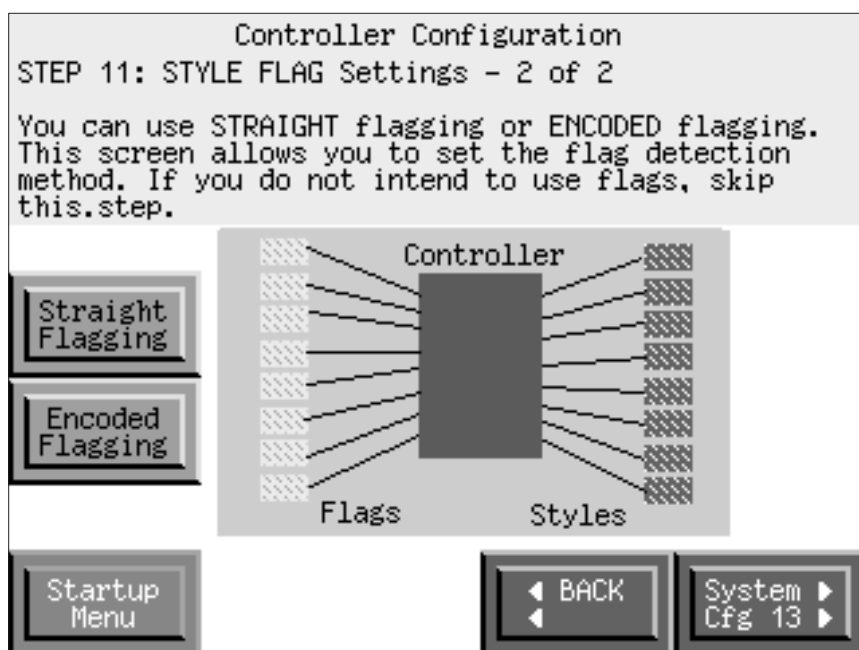 Controller Configuration
STEP 11: STYLE FLAG Settings - 2 of 2
You can use STRAIGHT flagging or ENCODED flagging.
This screen allows you to set the flag detection
method. If you do not intend to use flags, skip
this.step.
Controller
Straight
Flagging
Encoded
Flagging
Flags
Styles
Startup
Menu
◀ BACK
◀
System ▶
Cfg 13 ▶